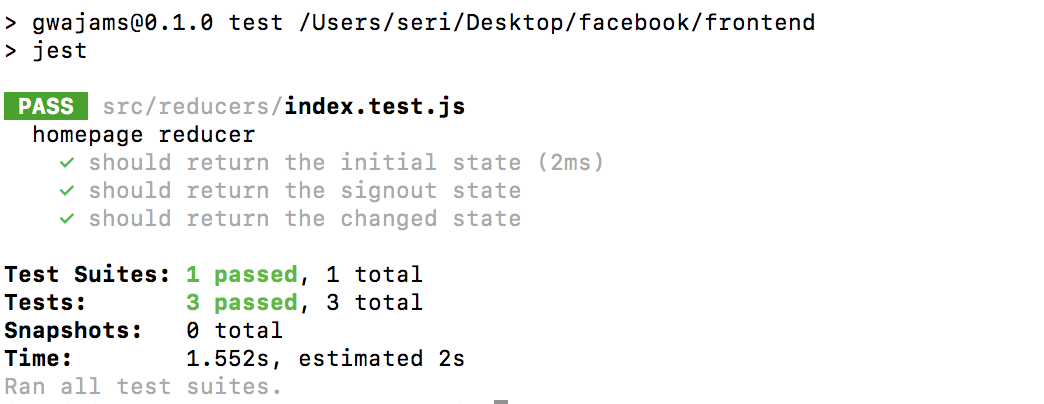 > gwajams@0.1.0 test /Users/seri/Desktop/facebook/frontend
> jest
PASS src/reducers/index.test.js
homepage reducer
✓ should return the initial state (2ms)
✓ should return the signout state
✓ should return the changed state
Test Suites: 1 passed, 1 total
Tests: 3 passed, 3 total
Snapshots: 0 total
Time: 1.552s, estimated 2s
Ran all test suites.